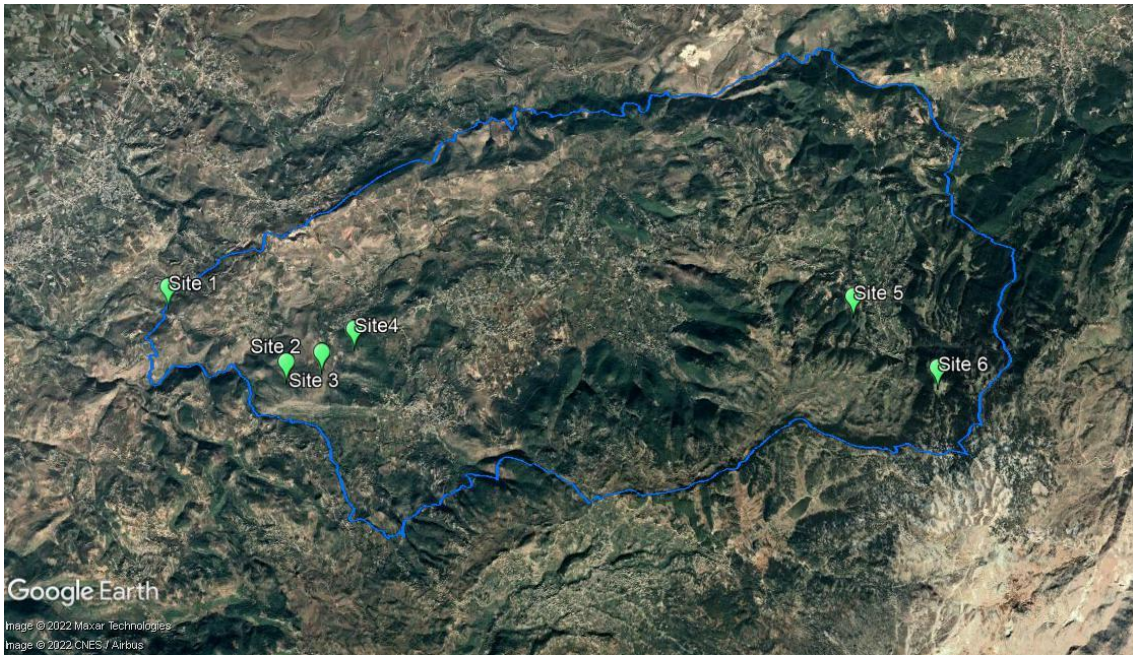 Site 1
Site 2
Site 3
Site4
Site 5
Site 6
Google Earth
Image © 2022 Maxar Technologies
Image © 2022 CNES / Airbus